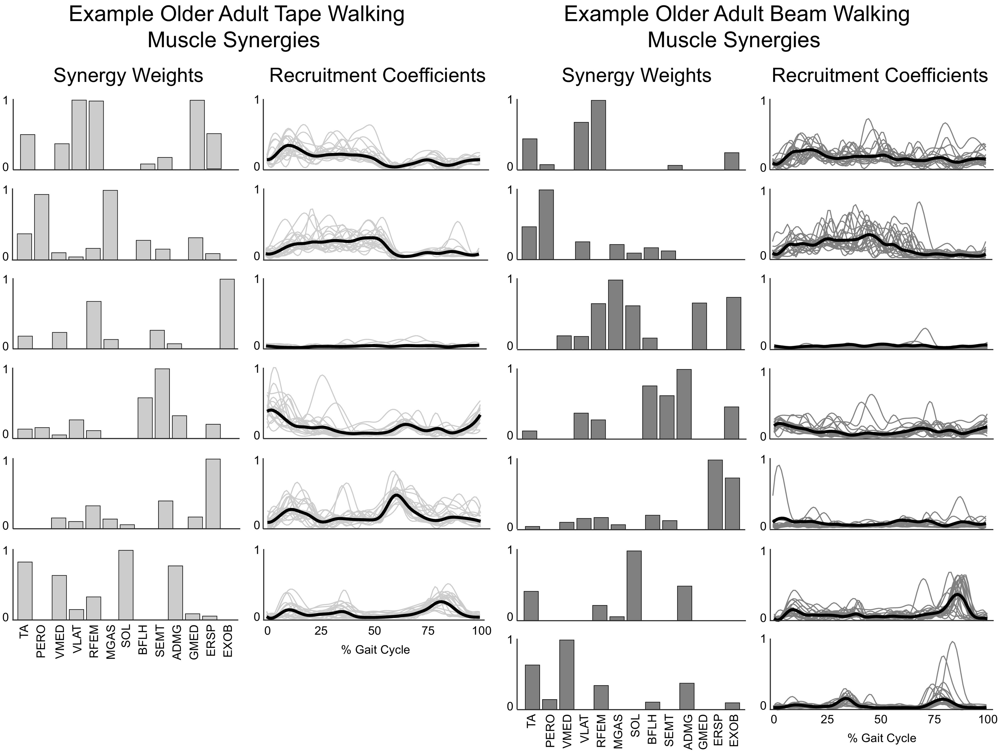 Example Older Adult Tape Walking
Muscle Synergies
Example Older Adult Beam Walking
Muscle Synergies
Synergy Weights
Recruitment Coefficients
Synergy Weights
Recruitment Coefficients
1
0
1
0
1
0
1
0
1
0
1
0
1
0
1
0
1
0
1
0
1
0
1
0
1
0
1
0
1
0
1
0
1
0
1
0
1
0
1
0
1
0
1
0
1
0
1
0
TA
PERO
VMED
VLAT
RFEM
MGAS
SOL
BFLH
SEMT
ADMG
GMED
ERSP
EXOB
0 25 50 75 100
% Gait Cycle
1
0
1
0
TA
PERO
VMED
VLAT
RFEM
MGAS
SOL
BFLH
SEMT
ADMG
GMED
ERSP
EXOB
0 25 50 75 100
% Gait Cycle